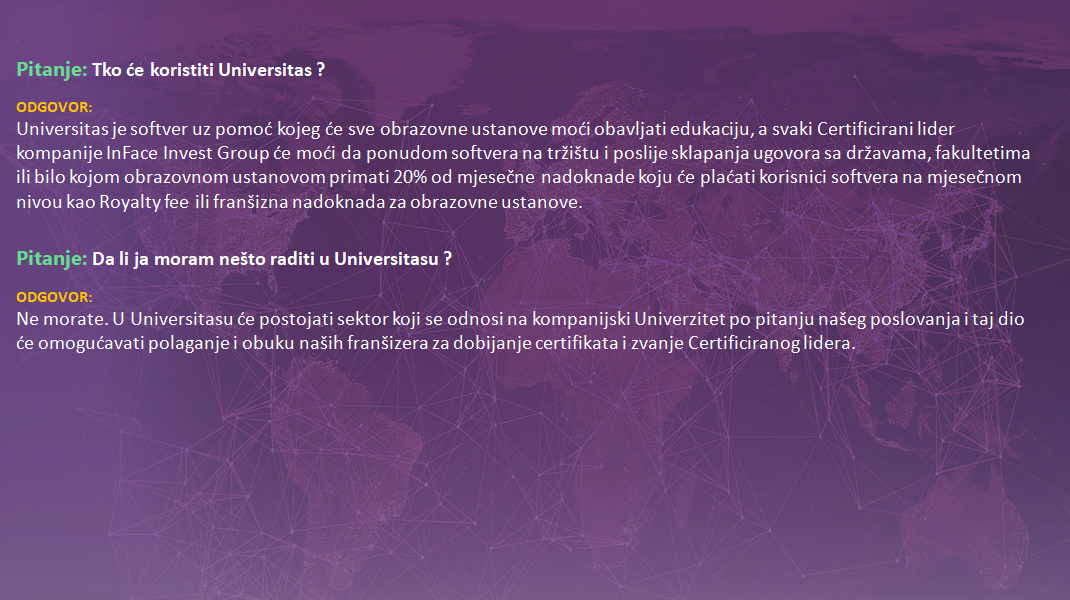 Pitanje: Tko će koristiti Universitas ?
ODGOVOR:
Universitas je softver uz pomoć kojeg će sve obrazovne ustanove moći obavljati edukaciju, a svaki Certificirani lider
kompanije InFace Invest Group će moći da ponudom softvera na tržištu i poslije sklapanja ugovora sa državama, fakultetima
ili bilo kojom obrazovnom ustanovom primati 20% od mjesečne nadoknade koju će plaćati korisnici softvera na mjesečnom
nivou kao Royalty fee ili franšizna nadoknada za obrazovne ustanove.
Pitanje: Da li ja moram nešto raditi u Universitasu ?
ODGOVOR:
Ne morate. U Universitasu će postojati sektor koji se odnosi na kompanijski Univerzitet po pitanju našeg poslovanja i taj dio
će omogućavati polaganje i obuku naših franšizera za dobijanje certifikata i zvanje Certificiranog lidera.